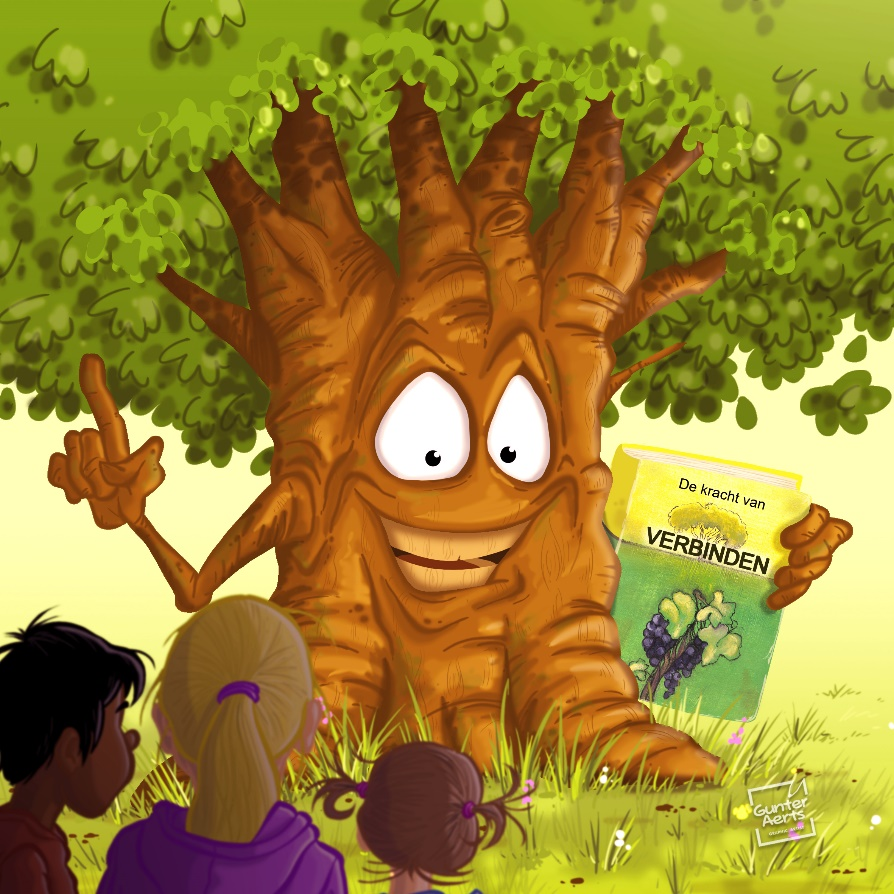 De kracht van
VERBINDEN
Gunter
Aerts